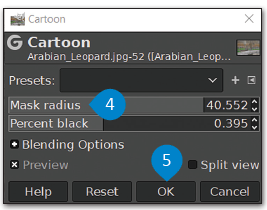 Cartoon
G Cartoon
Arabian_Leopard.jpg-52 ([Arabian_Leop...
Presets:
Mask radius 4 40.552
Percent black 0.395
Blending Options
5
Preview Split view
Help Reset OK Cancel